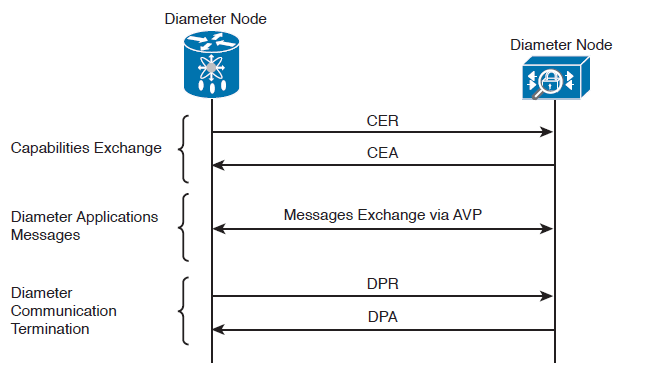 Diameter Node
Diameter Node
CER
Capabilities Exchange
CEA
Diameter Applications
Messages
Messages Exchange via AVP
DPR
Diameter
Communication
Termination
DPA